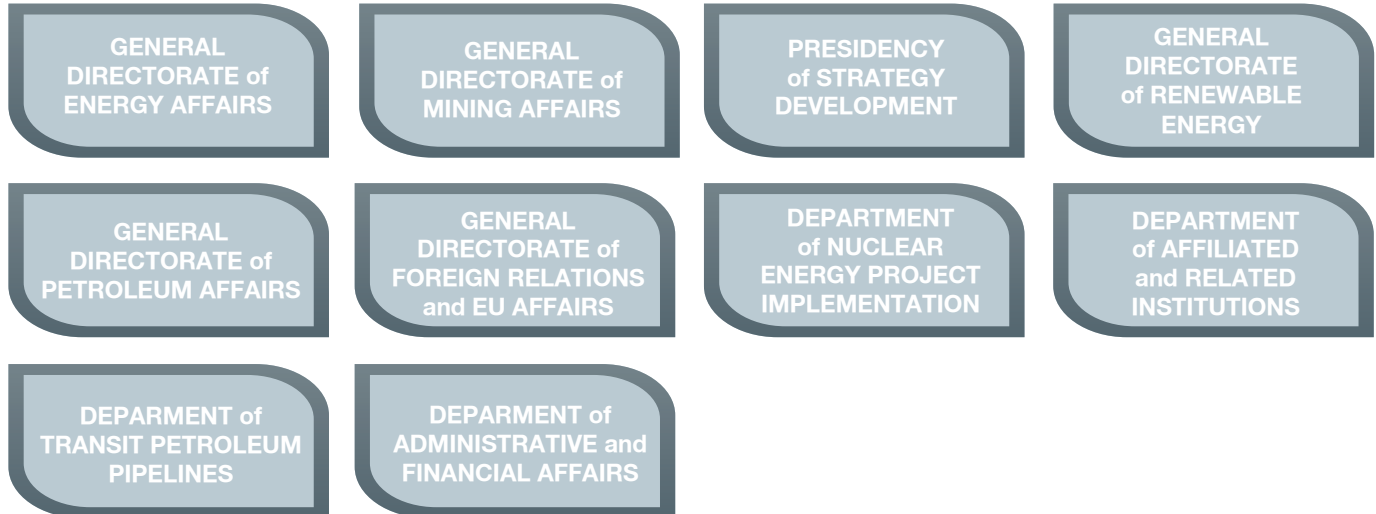 GENERAL
DIRECTORATE of
ENERGY AFFAIRS
GENERAL
DIRECTORATE of
MINING AFFAIRS
PRESIDENCY
of STRATEGY
DEVELOPMENT
GENERAL
DIRECTORATE
of RENEWABLE
ENERGY
GENERAL
DIRECTORATE of
PETROLEUM AFFAIRS
GENERAL
DIRECTORATE of
FOREIGN RELATIONS
and EU AFFAIRS
DEPARTMENT
of NUCLEAR
ENERGY PROJECT
IMPLEMENTATION
DEPARTMENT
of AFFILIATED
and RELATED
INSTITUTIONS
DEPARMENT of
TRANSIT PETROLEUM
PIPELINES
DEPARMENT of
ADMINISTRATIVE and
FINANCIAL AFFAIRS